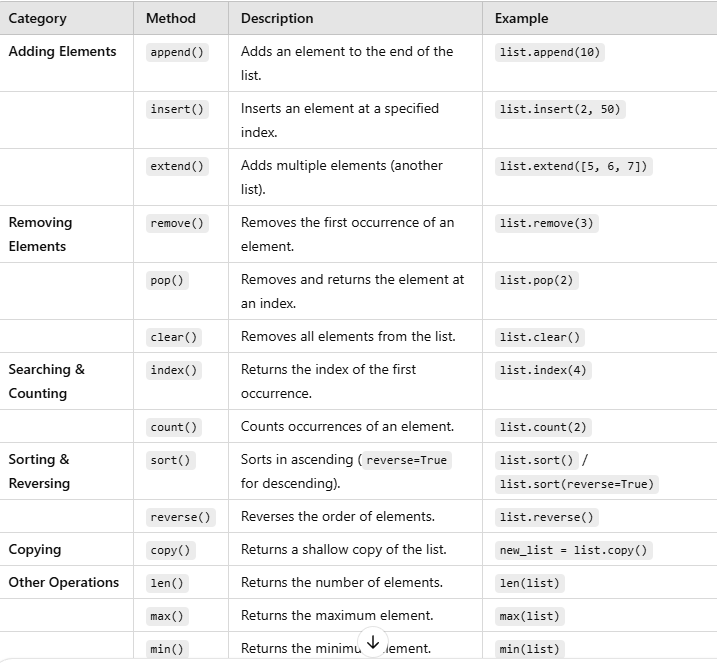 Category Method Description Example
Adding Elements append() Adds an element to the end of the list.append(10)
list.
insert() Inserts an element at a specified list.insert(2, 50)
index.
extend() Adds multiple elements (another list.extend([5, 6, 7])
list).
Removing remove() Removes the first occurrence of an list.remove(3)
Elements element.
pop() Removes and returns the element at list.pop(2)
an index.
clear() Removes all elements from the list. list.clear()
Searching & index() Returns the index of the first list.index(4)
Counting occurrence.
count() Counts occurrences of an element. list.count(2)
Sorting & sort() Sorts in ascending ( reverse=True list.sort() /
Reversing for descending). list.sort(reverse=True)
reverse() Reverses the order of elements. list.reverse()
Copying copy() Returns a shallow copy of the list. new_list = list.copy()
Other Operations len() Returns the number of elements. len(list)
max() Returns the maximum element. max(list)
min() Returns the min(list)